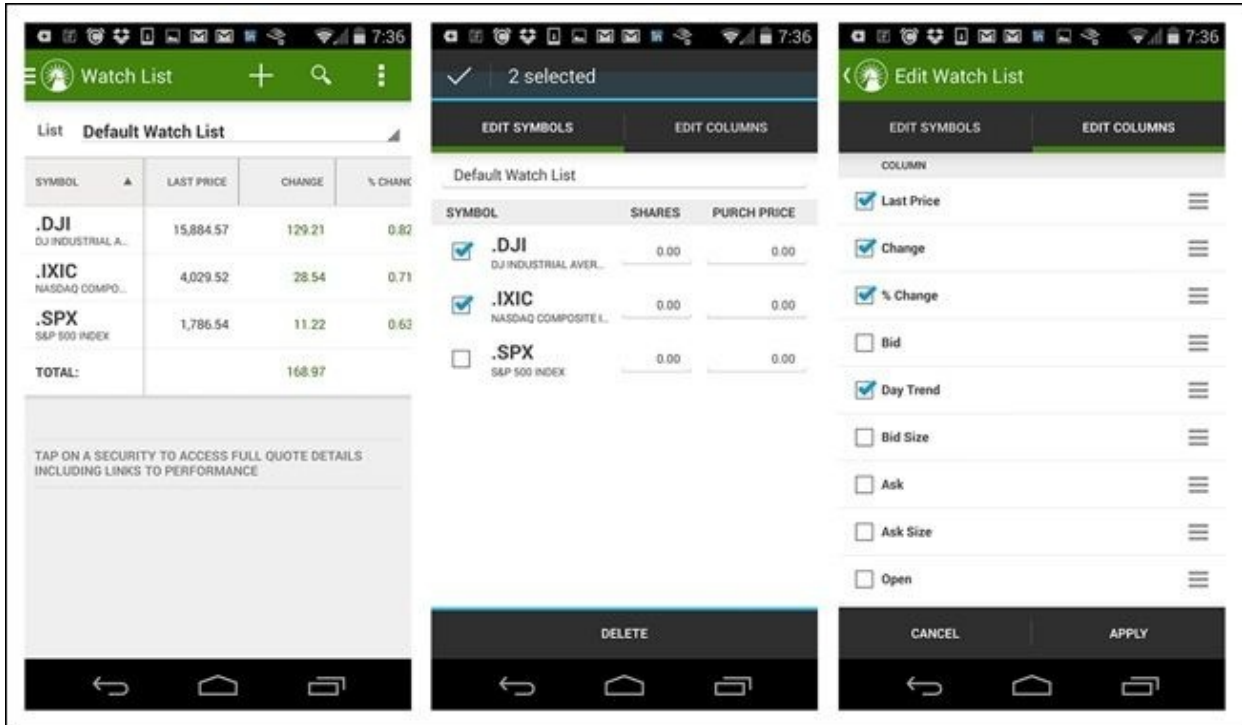 7:36
Watch List
List Default Watch List
SYMBOL LAST PRICE CHANGE % CHANC
.DJI 15,884.57 129.21 0.82
DJ INDUSTRIAL A...
.IXIC 4,029.52 28.54 0.71
NASDAQ COMPO...
.SPX 1,786.54 11.22 0.63
S&P 500 INDEX
TOTAL: 168.97
TAP ON A SECURITY TO ACCESS FULL QUOTE DETAILS
INCLUDING LINKS TO PERFORMANCE
7:36
2 selected
EDIT SYMBOLS EDIT COLUMNS
Default Watch List
SYMBOL SHARES PURCH PRICE
.DJI 0.00 0.00
DJ INDUSTRIAL AVER...
.IXIC 0.00 0.00
NASDAQ COMPOSITE I...
.SPX 0.00 0.00
S&P 500 INDEX
DELETE
7:36
Edit Watch List
EDIT SYMBOLS EDIT COLUMNS
COLUMN
Last Price
Change
% Change
Bid
Day Trend
Bid Size
Ask
Ask Size
Open
CANCEL APPLY